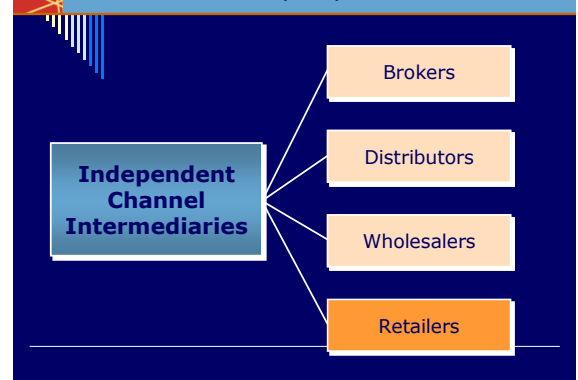 Independent
Channel
Intermediaries
Brokers
Distributors
Wholesalers
Retailers